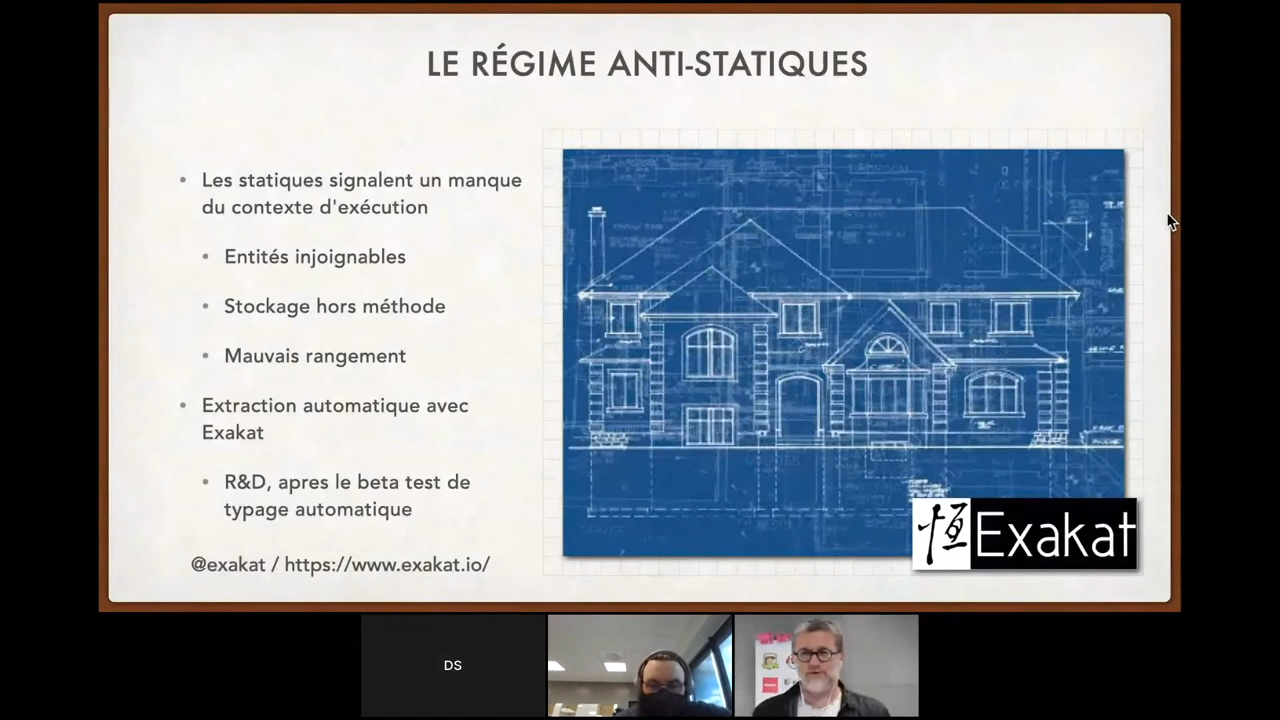 LE RÉGIME ANTI-STATIQUES
• Les statiques signalent un manque
du contexte d'exécution
• Entités injoignables
• Stockage hors méthode
• Mauvais rangement
• Extraction automatique avec
Exakat
• R&D, apres le beta test de
typage automatique
@exakat / https://www.exakat.io/
恒 Exakat
DS